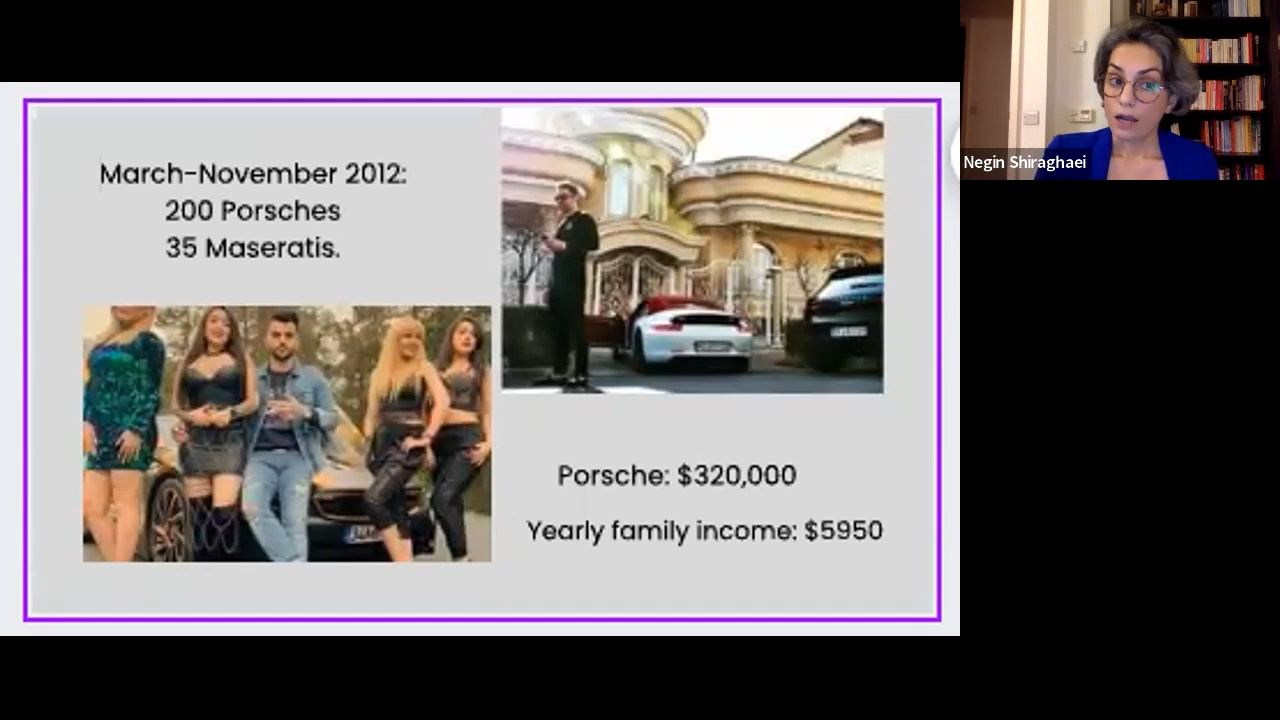 March-November 2012:
200 Porsches
35 Maseratis.
Porsche: $320,000
Yearly family income: $5950
Negin Shiraghaei